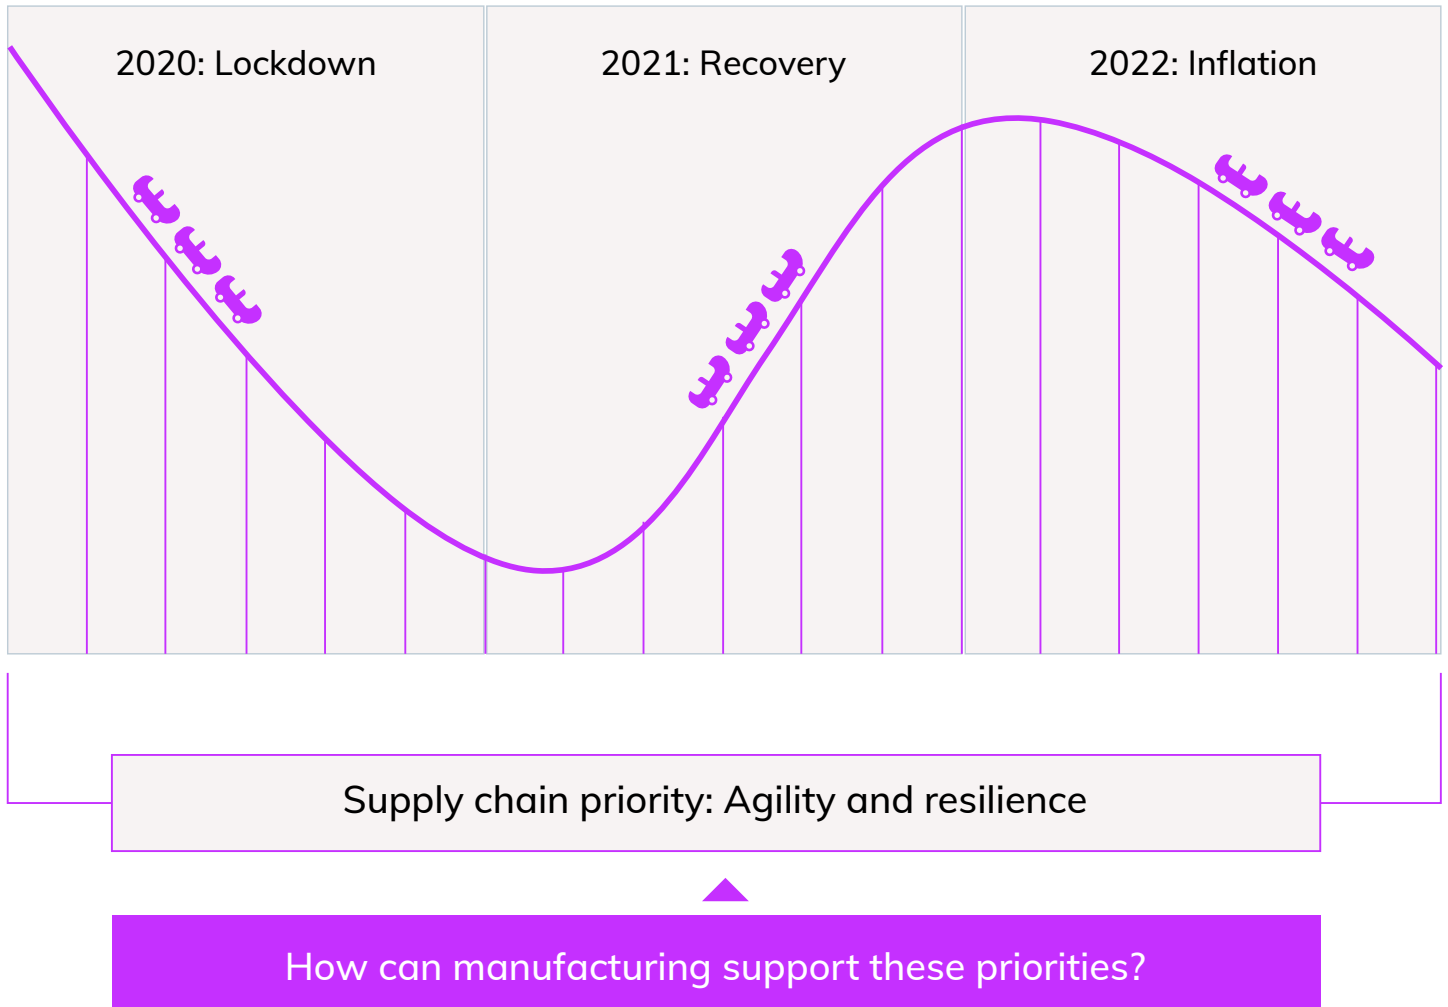 2020: Lockdown
2021: Recovery
2022: Inflation
Supply chain priority: Agility and resilience
How can manufacturing support these priorities?